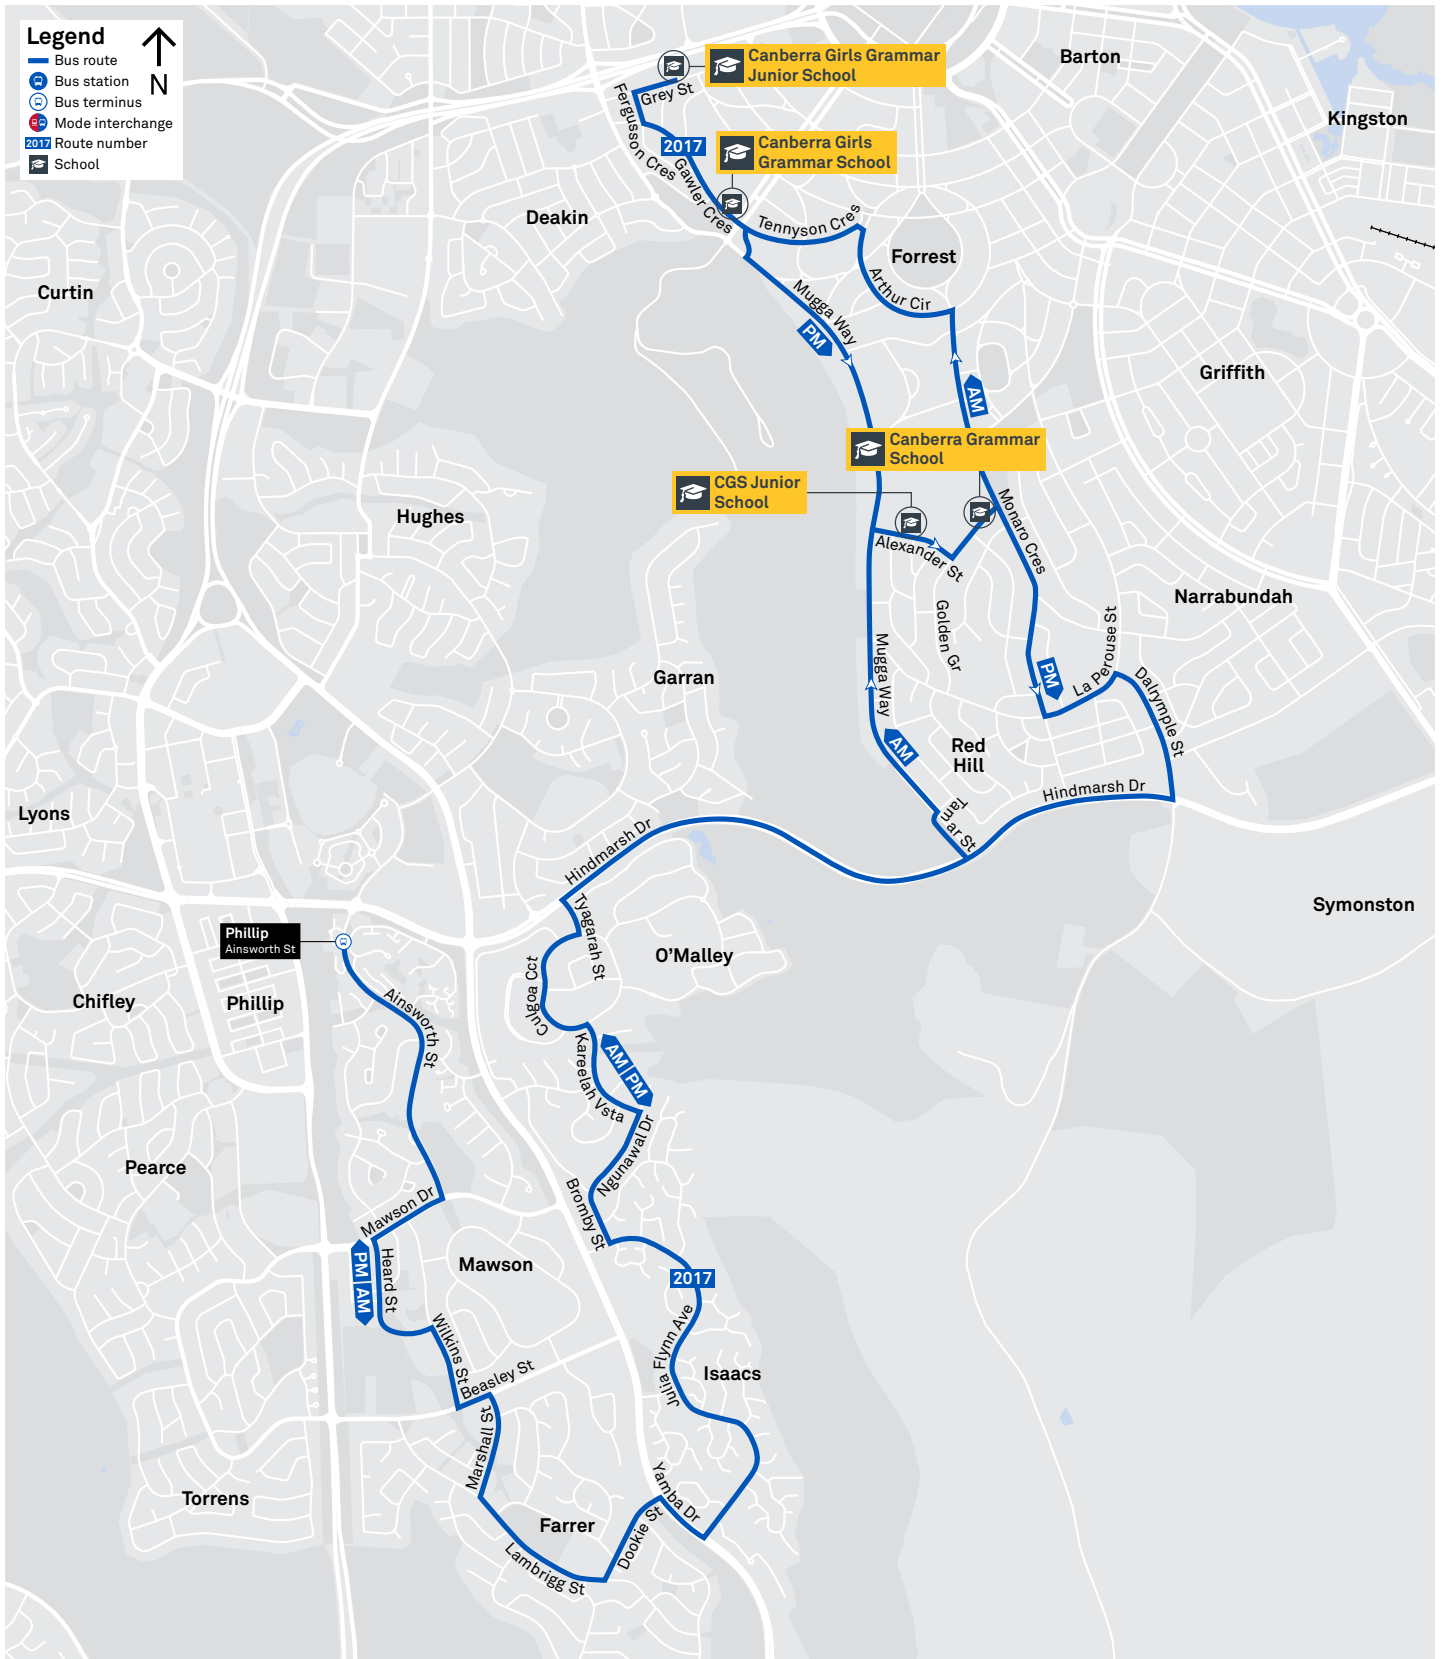 Legend
N
Bus route
Bus station
Bus terminus
Mode interchange
2017 Route number
School
Canberra Girls Grammar
Junior School
Barton
Kingston
Grey St
Fergusson Cres
2017
Canberra Girls
Grammar School
Gawler Cres
Deakin
Tennyson Cres
Forrest
Curtin
Arthur Cir
Mugga Way
PM
Griffith
AM
Canberra Grammar
School
CGS Junior
School
Hughes
Monaro Cres
Alexander St
Narrabundah
Golden Gr
Mugga Way
La Perouse St
PM
Dalrymple St
Garran
AM
Red
Hill
Hindmarsh Dr
Tamar St
Lyons
Hindmarsh Dr
Symonston
Tyagarah St
Phillip
Ainsworth St
O'Malley
Culgoa Cct
Chifley
Phillip
Ainsworth St
Kareelah Vsta
AM PM
Ngunawal Dr
Pearce
Mawson Dr
Bromby St
PM AM
Heard St
Mawson
2017
Wilkins St
Julia Flynn Ave
Isaacs
Beasley St
Marshall St
Torrens
Yamba Dr
Farrer
Dookie St
Lambrigg St